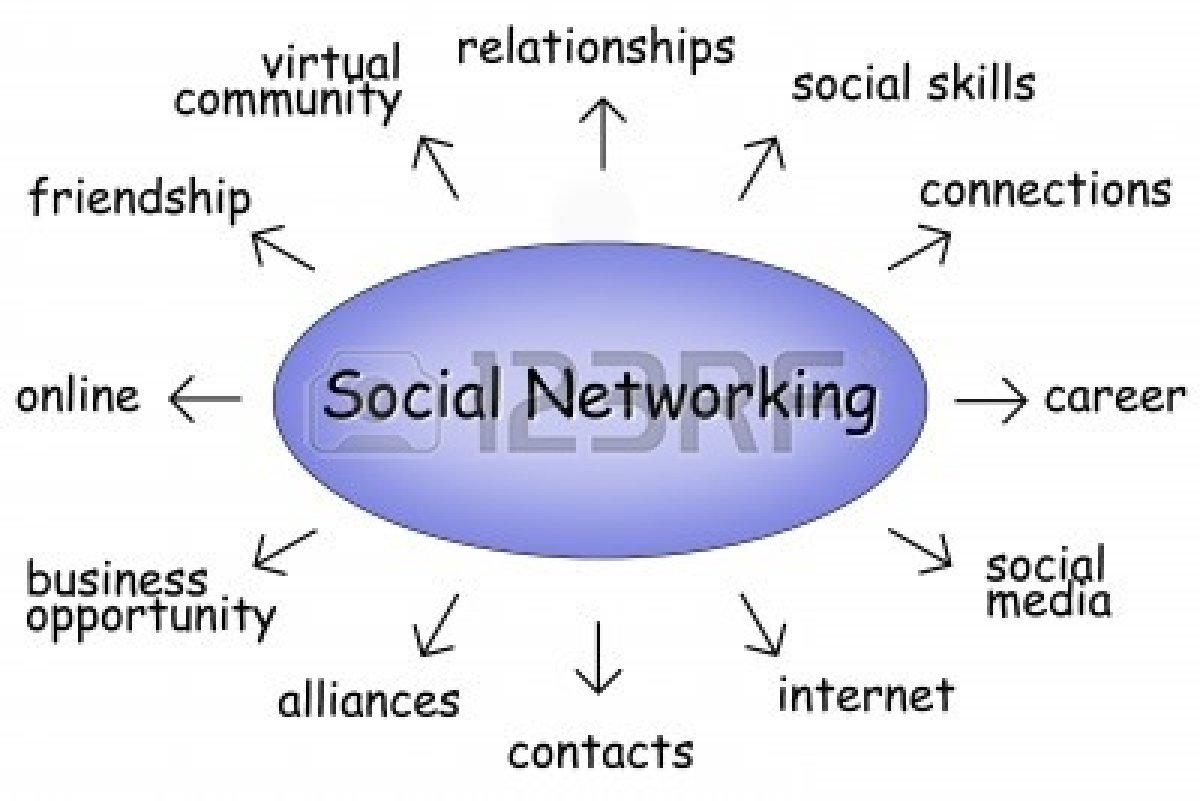 relationships
virtual
community
social skills
friendship
connections
123RF
Social Networking
online
career
business
opportunity
social
media
alliances
internet
contacts